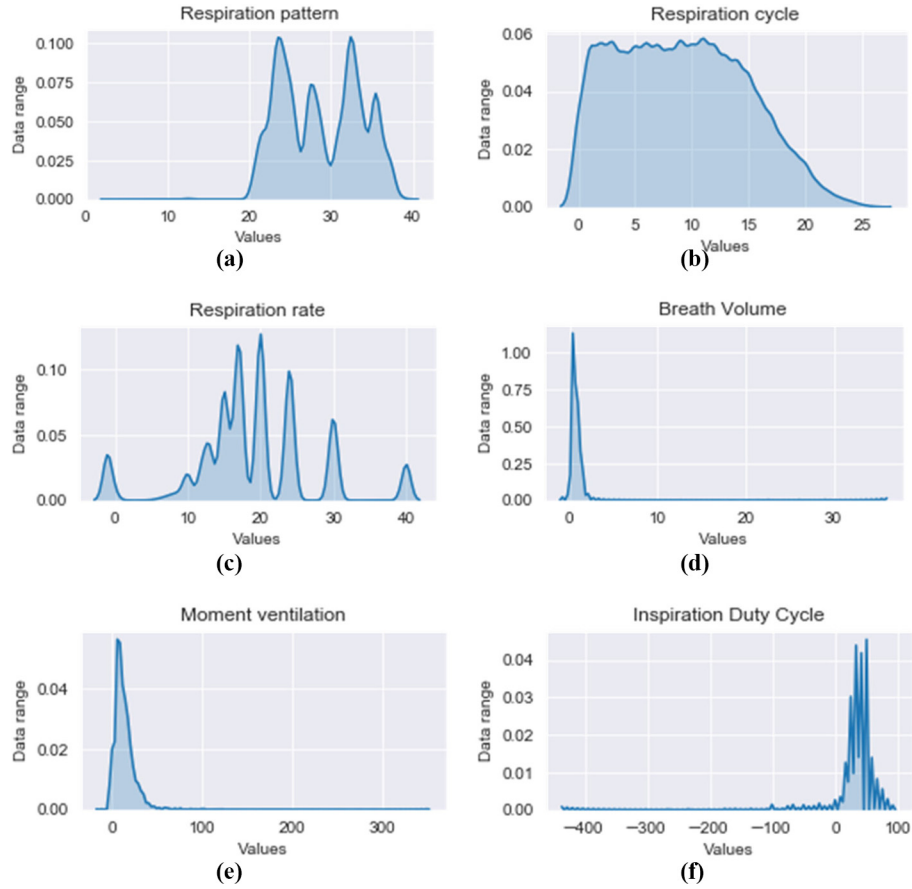 Respiration pattern
Data range
0.100
0.075
0.050
0.025
0.000
0 10 20 30 40
Values
(a)
Respiration cycle
Data range
0.06
0.04
0.02
0.00
0 5 10 15 20 25
Values
(b)
Respiration rate
Data range
0.10
0.05
0.00
0 10 20 30 40
Values
(c)
Breath Volume
Data range
1.00
0.75
0.50
0.25
0.00
0 10 20 30
Values
(d)
Moment ventilation
Data range
0.04
0.02
0.00
0 100 200 300
Values
(e)
Inspiration Duty Cycle
Data range
0.04
0.03
0.02
0.01
0.00
−400 −300 −200 −100 0 100
Values
(f)